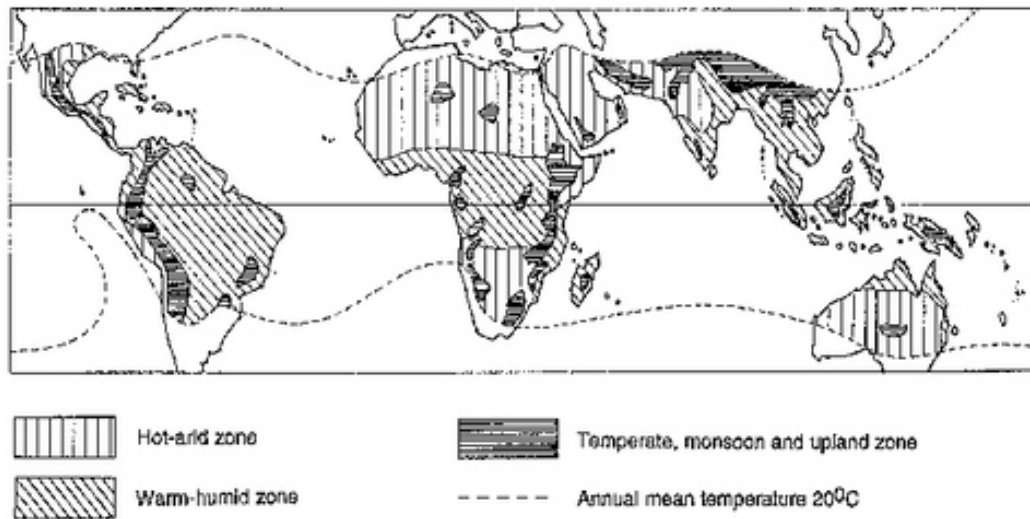 Hot-arid zone
Temperate, monsoon and upland zone
Warm-humid zone
Annual mean temperature 20⁰C